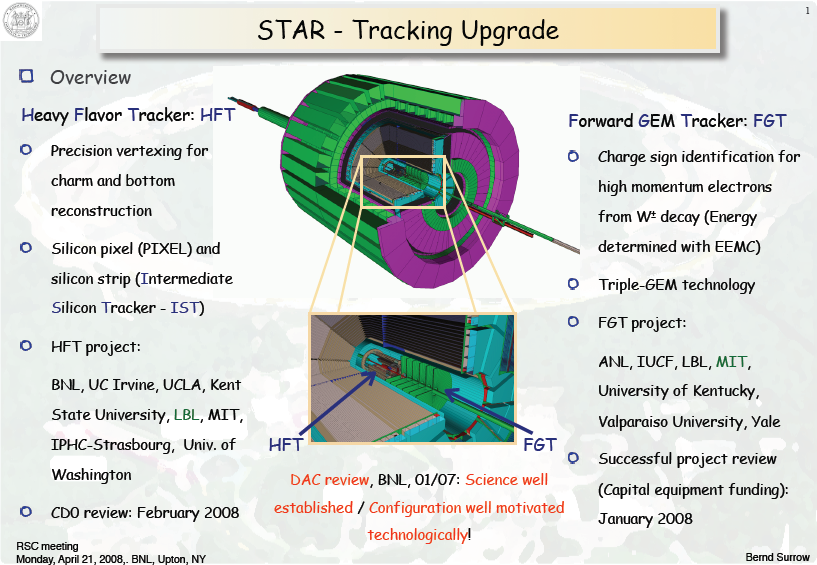 1
STAR - Tracking Upgrade
Overview
Heavy Flavor Tracker: HFT
Precision vertexing for
charm and bottom
reconstruction
Silicon pixel (PIXEL) and
silicon strip (Intermediate
Silicon Tracker - IST)
HFT project:
BNL, UC Irvine, UCLA, Kent
State University, LBL, MIT,
IPHC-Strasbourg, Univ. of
Washington
CD0 review: February 2008
HFT
FGT
DAC review, BNL, 01/07: Science well
established / Configuration well motivated
technologically!
Forward GEM Tracker: FGT
Charge sign identification for
high momentum electrons
from W± decay (Energy
determined with EEMC)
Triple-GEM technology
FGT project:
ANL, IUCF, LBL, MIT,
University of Kentucky,
Valparaiso University, Yale
Successful project review
(Capital equipment funding):
January 2008
RSC meeting
Monday, April 21, 2008,. BNL, Upton, NY
Bernd Surrow